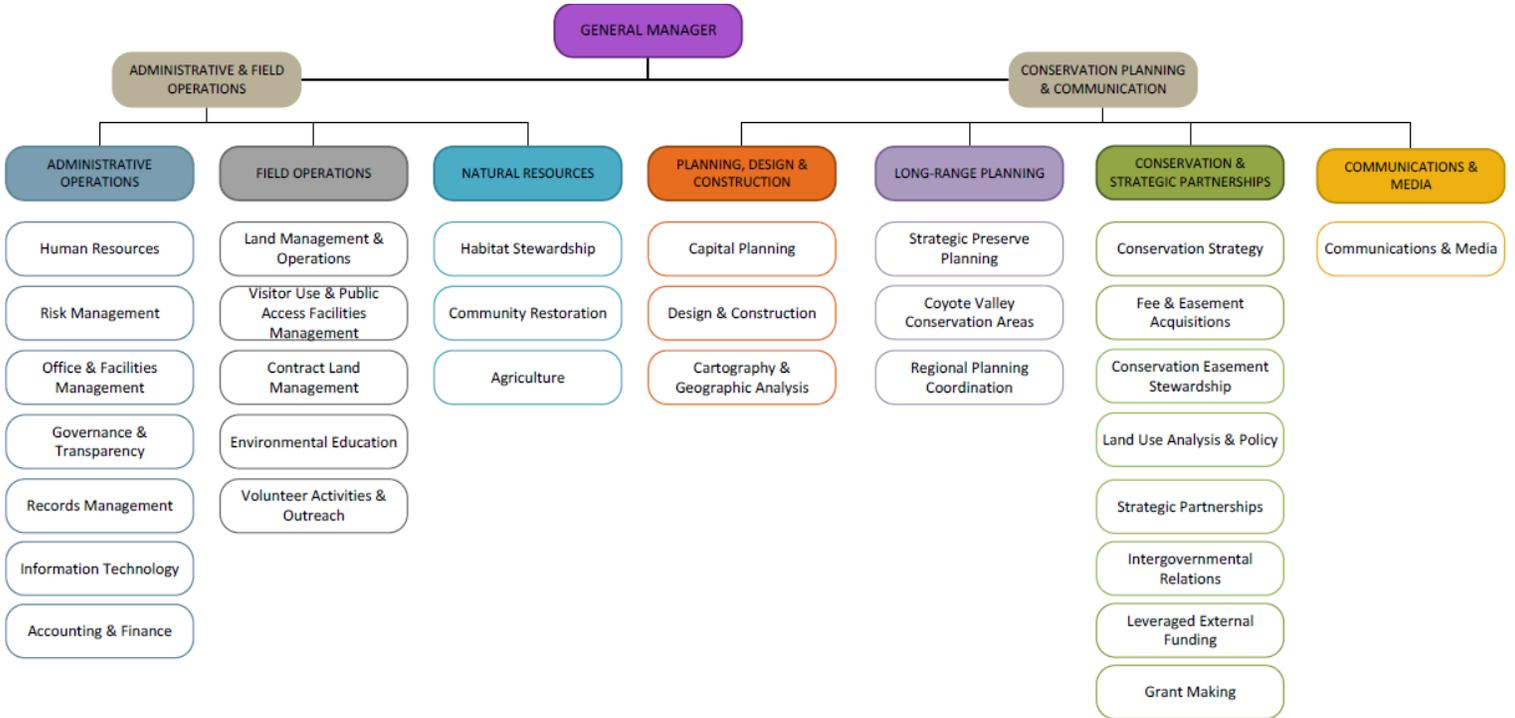 GENERAL MANAGER
ADMINISTRATIVE & FIELD
OPERATIONS
CONSERVATION PLANNING
& COMMUNICATION
ADMINISTRATIVE
OPERATIONS
Human Resources
Risk Management
Office & Facilities
Management
Governance &
Transparency
Records Management
Information Technology
Accounting & Finance
FIELD OPERATIONS
Land Management &
Operations
Visitor Use & Public
Access Facilities
Management
Contract Land
Management
Environmental Education
Volunteer Activities &
Outreach
NATURAL RESOURCES
Habitat Stewardship
Community Restoration
Agriculture
PLANNING, DESIGN &
CONSTRUCTION
Capital Planning
Design & Construction
Cartography &
Geographic Analysis
LONG-RANGE PLANNING
Strategic Preserve
Planning
Coyote Valley
Conservation Areas
Regional Planning
Coordination
CONSERVATION &
STRATEGIC PARTNERSHIPS
Conservation Strategy
Fee & Easement
Acquisitions
Conservation Easement
Stewardship
Land Use Analysis & Policy
Strategic Partnerships
Intergovernmental
Relations
Leveraged External
Funding
Grant Making
COMMUNICATIONS &
MEDIA
Communications & Media